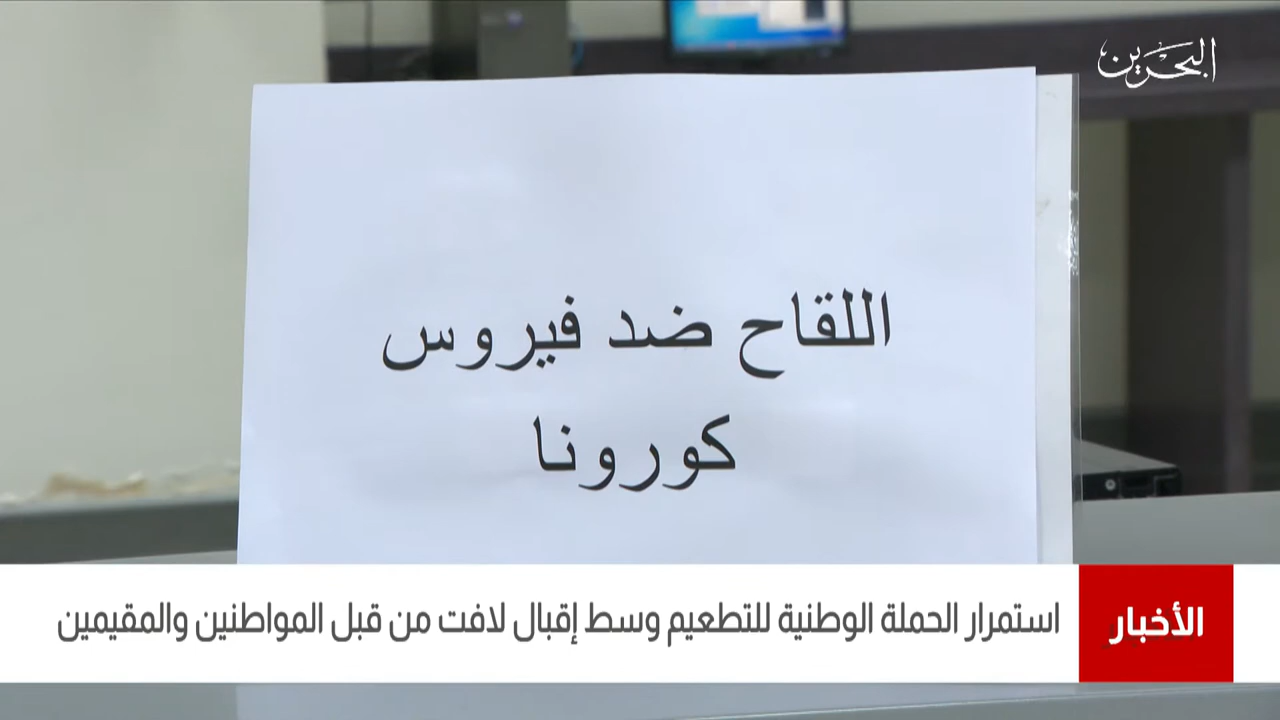 البحرين
اللقاح ضد فيروس
كورونا
الأخبار
استمرار الحملة الوطنية للتطعيم وسط إقبال لافت من قبل المواطنين والمقيمين